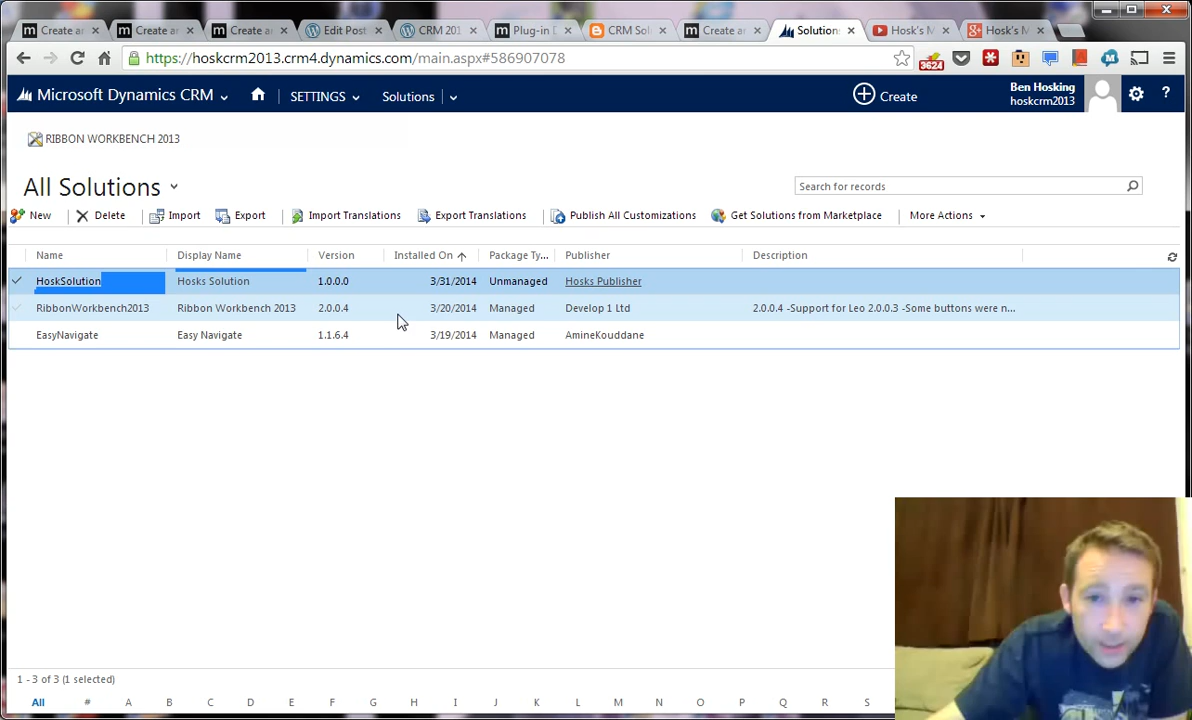 Create an
Create an
Create an
Edit Post
CRM 201
Plug-in D
CRM Sol
Create an
Solution
Hosk's M
Hosk's M
https://hoskcrm2013.crm4.dynamics.com/main.aspx#586907078
3624
Microsoft Dynamics CRM
SETTINGS
Solutions
Create
Ben Hosking
hoskcrm2013
?
RIBBON WORKBENCH 2013
All Solutions
Search for records
New
Delete
Import
Export
Import Translations
Export Translations
Publish All Customizations
Get Solutions from Marketplace
More Actions
Name Display Name Version Installed On Package Ty... Publisher Description
HoskSolution Hosks Solution 1.0.0.0 3/31/2014 Unmanaged Hosks Publisher
RibbonWorkbench2013 Ribbon Workbench 2013 2.0.0.4 3/20/2014 Managed Develop 1 Ltd 2.0.0.4 -Support for Leo 2.0.0.3 -Some buttons were n...
EasyNavigate Easy Navigate 1.1.6.4 3/19/2014 Managed AmineKouddane
1 - 3 of 3 (1 selected)
All # A B C D E F G H I J K L M N O P Q R S